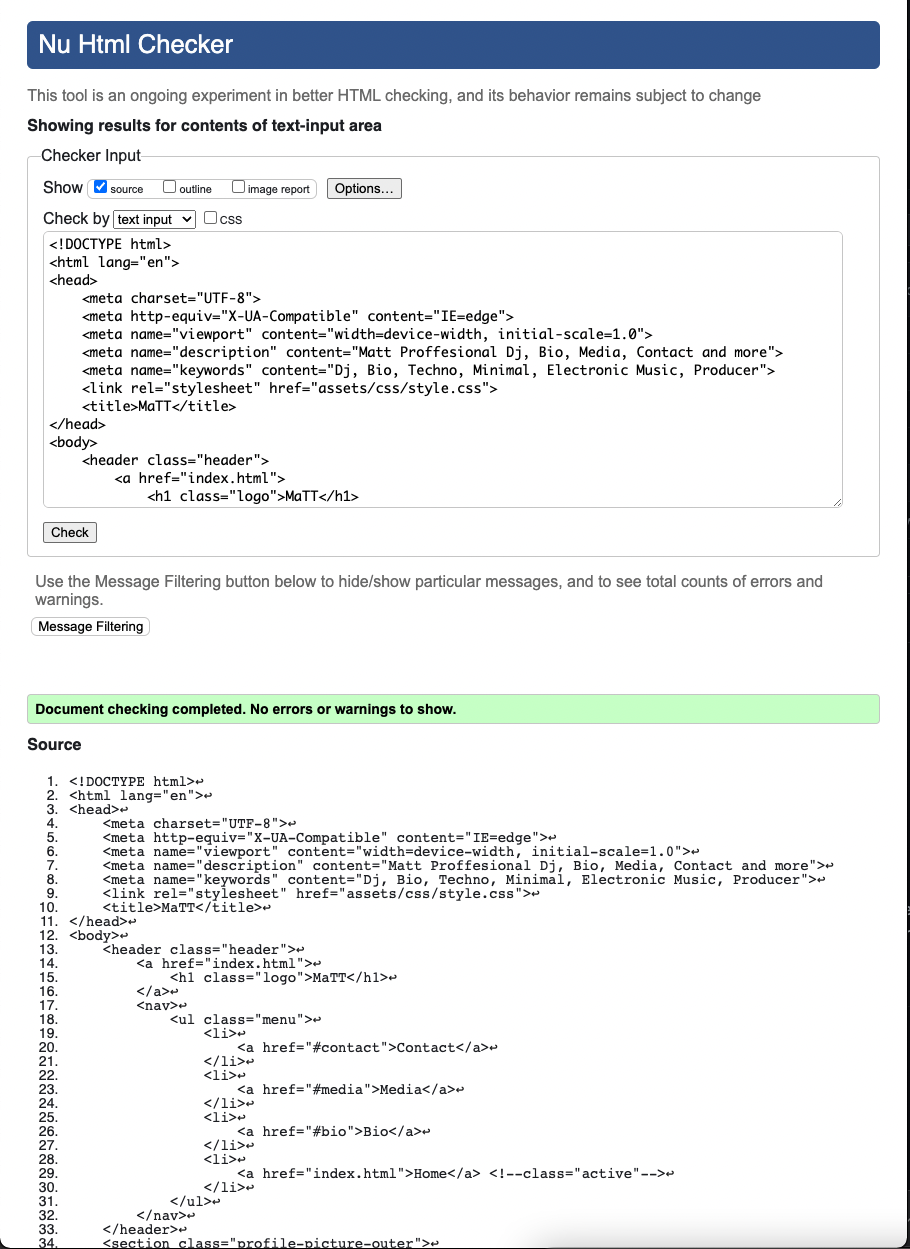 Nu Html Checker
This tool is an ongoing experiment in better HTML checking, and its behavior remains subject to change
Showing results for contents of text-input area
Checker Input
Show source outline image report Options...
Check by text input css
<!DOCTYPE html>
<html lang="en">
<head>
    <meta charset="UTF-8">
    <meta http-equiv="X-UA-Compatible" content="IE=edge">
    <meta name="viewport" content="width=device-width, initial-scale=1.0">
    <meta name="description" content="Matt Proffesional Dj, Bio, Media, Contact and more">
    <meta name="keywords" content="Dj, Bio, Techno, Minimal, Electronic Music, Producer">
    <link rel="stylesheet" href="assets/css/style.css">
    <title>MaTT</title>
</head>
<body>
    <header class="header">
        <a href="index.html">
            <h1 class="logo">MaTT</h1>
Check
Use the Message Filtering button below to hide/show particular messages, and to see total counts of errors and
warnings.
Message Filtering
Document checking completed. No errors or warnings to show.
Source
1. <!DOCTYPE html>↩
2. <html lang="en">↩
3. <head>↩
4.     <meta charset="UTF-8">↩
5.     <meta http-equiv="X-UA-Compatible" content="IE=edge">↩
6.     <meta name="viewport" content="width=device-width, initial-scale=1.0">↩
7.     <meta name="description" content="Matt Proffesional Dj, Bio, Media, Contact and more">↩
8.     <meta name="keywords" content="Dj, Bio, Techno, Minimal, Electronic Music, Producer">↩
9.     <link rel="stylesheet" href="assets/css/style.css">↩
10.     <title>MaTT</title>↩
11. </head>↩
12. <body>↩
13.     <header class="header">↩
14.         <a href="index.html">↩
15.             <h1 class="logo">MaTT</h1>↩
16.         </a>↩
17.         <nav>↩
18.             <ul class="menu">↩
19.                 <li>↩
20.                     <a href="#contact">Contact</a>↩
21.                 </li>↩
22.                 <li>↩
23.                     <a href="#media">Media</a>↩
24.                 </li>↩
25.                 <li>↩
26.                     <a href="#bio">Bio</a>↩
27.                 </li>↩
28.                 <li>↩
29.                     <a href="index.html">Home</a> <!--class="active"-->↩
30.                 </li>↩
31.             </ul>↩
32.         </nav>↩
33.     </header>↩
34.     <section class="profile-picture-outer">↩